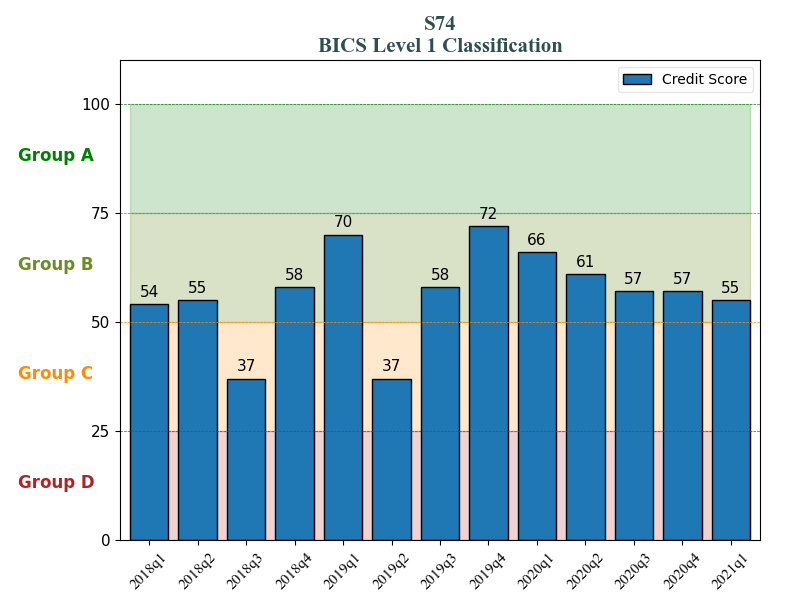 S74
BICS Level 1 Classification
Credit Score
100
Group A
75
72
70
66
Group B
61
58
58
57
57
54
55
55
50
37
37
Group C
25
Group D
0
2018q1 2018q2 2018q3 2018q4 2019q1 2019q2 2019q3 2019q4 2020q1 2020q2 2020q3 2020q4 2021q1